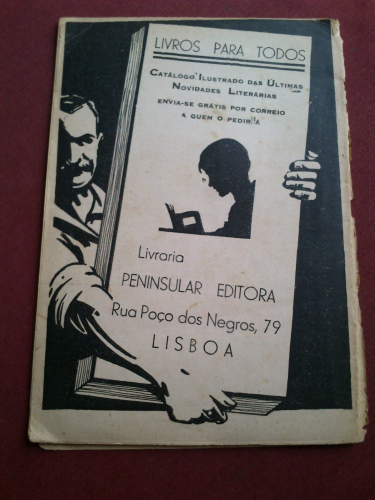 LIVROS PARA TODOS
CATÁLOGO ILUSTRADO DAS ÚLTIMAS
NOVIDADES LITERÁRIAS
ENVIA-SE GRÁTIS POR CORREIO
A QUEM O PEDIR
Livraria
PENINSULAR EDITORA
Rua Poço dos Negros, 79
LISBOA